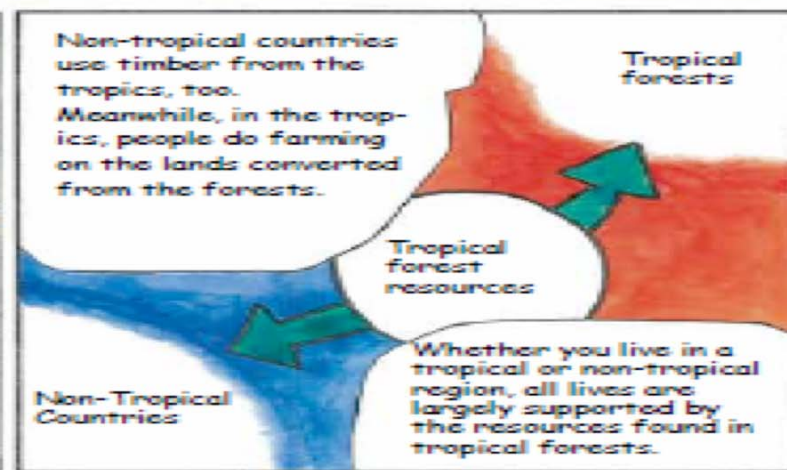 Non-tropical countries
use timber from the
tropics, too.
Meanwhile, in the trop-
ics, people do farming
on the lands converted
from the forests.
Tropical
forests
Tropical
forest
resources
Non-Tropical
Countries
Whether you live in a
tropical or non-tropical
region, all lives are
largely supported by
the resources found in
tropical forests.